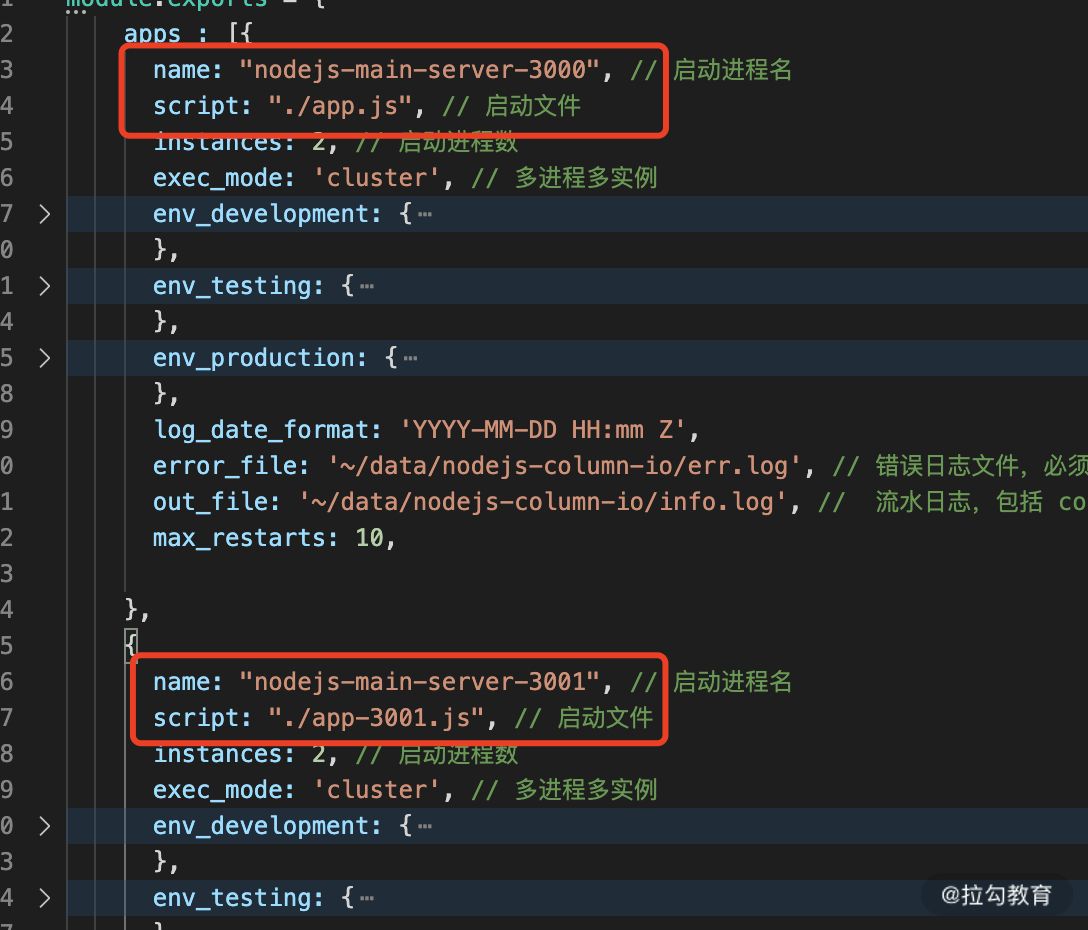 1 module.exports = {
2 apps : [{
3 name: "nodejs-main-server-3000", // 启动进程名
4 script: "./app.js", // 启动文件
5 instances: 2, // 启动进程数
6 exec_mode: 'cluster', // 多进程多实例
7 env_development: {…
0 },
1 env_testing: {…
4 },
5 env_production: {…
8 },
9 log_date_format: 'YYYY-MM-DD HH:mm Z',
0 error_file: '~/data/nodejs-column-io/err.log', // 错误日志文件，必须
1 out_file: '~/data/nodejs-column-io/info.log', //  流水日志，包括 co
2 max_restarts: 10,
3
4 },
5 {
6 name: "nodejs-main-server-3001", // 启动进程名
7 script: "./app-3001.js", // 启动文件
8 instances: 2, // 启动进程数
9 exec_mode: 'cluster', // 多进程多实例
0 env_development: {…
3 },
4 env_testing: {…
@拉勾教育